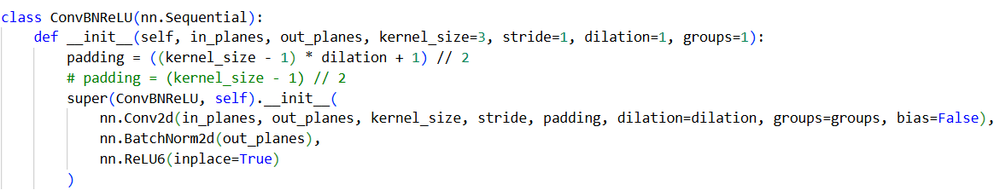 class ConvBNReLU(nn.Sequential):
    def __init__(self, in_planes, out_planes, kernel_size=3, stride=1, dilation=1, groups=1):
        padding = ((kernel_size - 1) * dilation + 1) // 2
        # padding = (kernel_size - 1) // 2
        super(ConvBNReLU, self).__init__(
            nn.Conv2d(in_planes, out_planes, kernel_size, stride, padding, dilation=dilation, groups=groups, bias=False),
            nn.BatchNorm2d(out_planes),
            nn.ReLU6(inplace=True)
        )